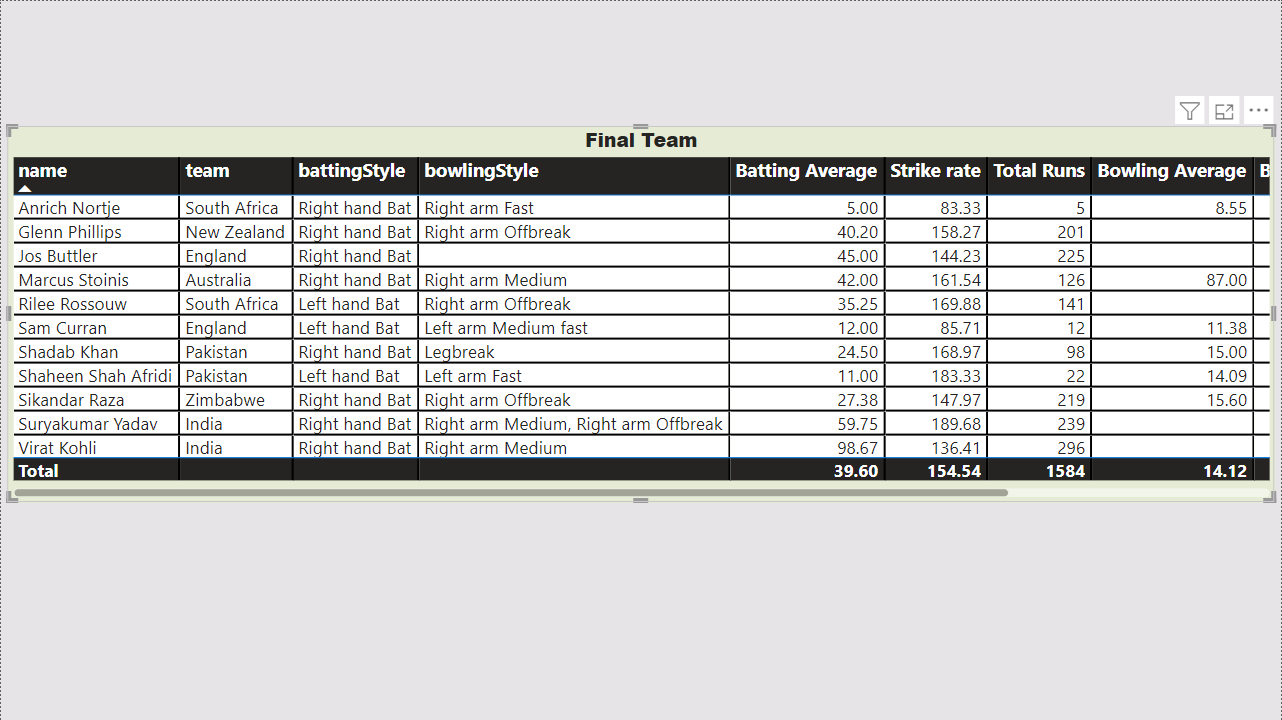 Final Team
name team battingStyle bowlingStyle Batting Average Strike rate Total Runs Bowling Average B
Anrich Nortje South Africa Right hand Bat Right arm Fast 5.00 83.33 5 8.55
Glenn Phillips New Zealand Right hand Bat Right arm Offbreak 40.20 158.27 201
Jos Buttler England Right hand Bat 45.00 144.23 225
Marcus Stoinis Australia Right hand Bat Right arm Medium 42.00 161.54 126 87.00
Rilee Rossouw South Africa Left hand Bat Right arm Offbreak 35.25 169.88 141
Sam Curran England Left hand Bat Left arm Medium fast 12.00 85.71 12 11.38
Shadab Khan Pakistan Right hand Bat Legbreak 24.50 168.97 98 15.00
Shaheen Shah Afridi Pakistan Left hand Bat Left arm Fast 11.00 183.33 22 14.09
Sikandar Raza Zimbabwe Right hand Bat Right arm Offbreak 27.38 147.97 219 15.60
Suryakumar Yadav India Right hand Bat Right arm Medium, Right arm Offbreak 59.75 189.68 239
Virat Kohli India Right hand Bat Right arm Medium 98.67 136.41 296
Total 39.60 154.54 1584 14.12